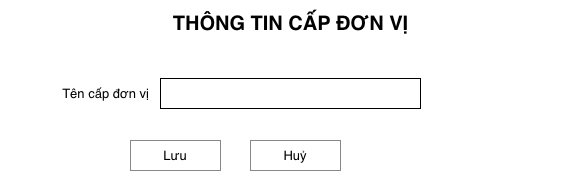 THÔNG TIN CẤP ĐƠN VỊ
Tên cấp đơn vị
Lưu Huỷ